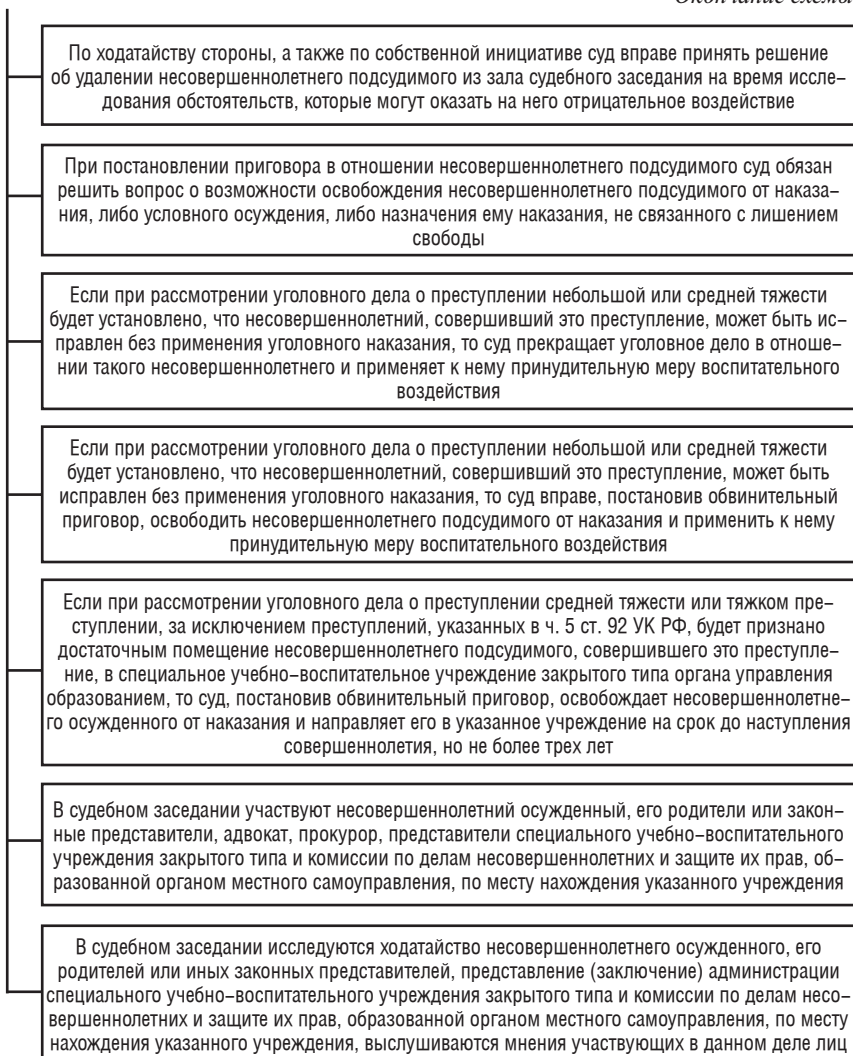 Окончание схемы
По ходатайству стороны, а также по собственной инициативе суд вправе принять решение
об удалении несовершеннолетнего подсудимого из зала судебного заседания на время иссле–
дования обстоятельств, которые могут оказать на него отрицательное воздействие
При постановлении приговора в отношении несовершеннолетнего подсудимого суд обязан
решить вопрос о возможности освобождения несовершеннолетнего подсудимого от наказа–
ния, либо условного осуждения, либо назначения ему наказания, не связанного с лишением
свободы
Если при рассмотрении уголовного дела о преступлении небольшой или средней тяжести
будет установлено, что несовершеннолетний, совершивший это преступление, может быть ис–
правлен без применения уголовного наказания, то суд прекращает уголовное дело в отноше–
нии такого несовершеннолетнего и применяет к нему принудительную меру воспитательного
воздействия
Если при рассмотрении уголовного дела о преступлении небольшой или средней тяжести
будет установлено, что несовершеннолетний, совершивший это преступление, может быть
исправлен без применения уголовного наказания, то суд вправе, постановив обвинительный
приговор, освободить несовершеннолетнего подсудимого от наказания и применить к нему
принудительную меру воспитательного воздействия
Если при рассмотрении уголовного дела о преступлении средней тяжести или тяжком пре–
ступлении, за исключением преступлений, указанных в ч. 5 ст. 92 УК РФ, будет признано
достаточным помещение несовершеннолетнего подсудимого, совершившего это преступле–
ние, в специальное учебно–воспитательное учреждение закрытого типа органа управления
образованием, то суд, постановив обвинительный приговор, освобождает несовершеннолетне–
го осужденного от наказания и направляет его в указанное учреждение на срок до наступления
совершеннолетия, но не более трех лет
В судебном заседании участвуют несовершеннолетний осужденный, его родители или закон–
ные представители, адвокат, прокурор, представители специального учебно–воспитательного
учреждения закрытого типа и комиссии по делам несовершеннолетних и защите их прав, об–
разованной органом местного самоуправления, по месту нахождения указанного учреждения
В судебном заседании исследуются ходатайство несовершеннолетнего осужденного, его
родителей или иных законных представителей, представление (заключение) администрации
специального учебно–воспитательного учреждения закрытого типа и комиссии по делам несо–
вершеннолетних и защите их прав, образованной органом местного самоуправления, по месту
нахождения указанного учреждения, выслушиваются мнения участвующих в данном деле лиц